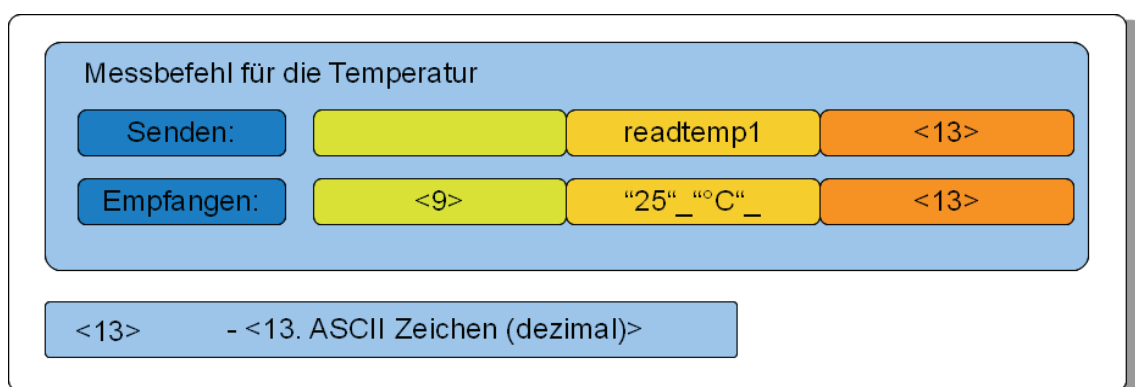 Messbefehl für die Temperatur
Senden: readtemp1 <13>
Empfangen: <9> “25“_“°C“_ <13>
<13> - <13. ASCII Zeichen (dezimal)>